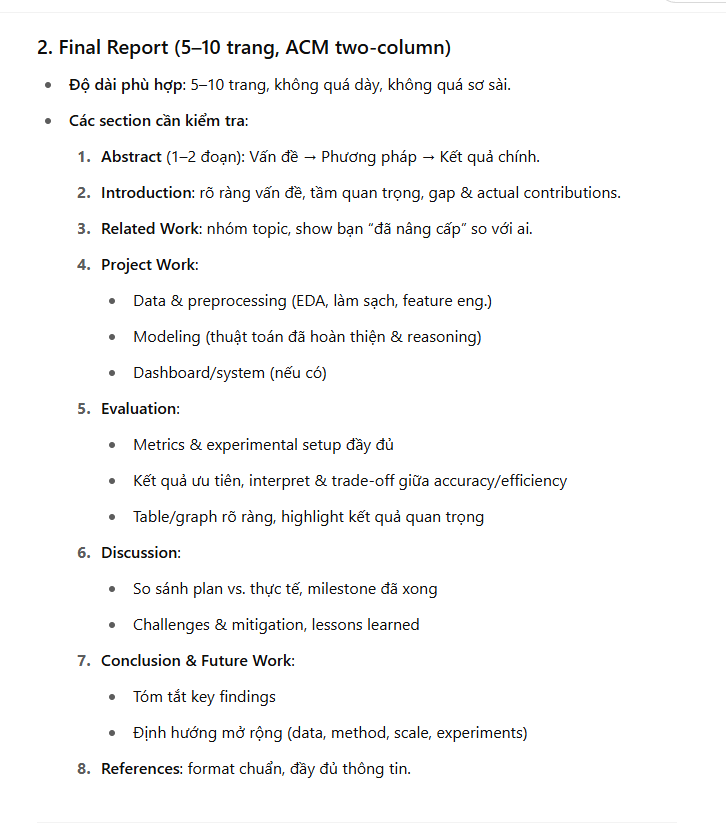 2. Final Report (5–10 trang, ACM two-column)
• Độ dài phù hợp: 5–10 trang, không quá dày, không quá sơ sài.
• Các section cần kiểm tra:
1. Abstract (1–2 đoạn): Vấn đề → Phương pháp → Kết quả chính.
2. Introduction: rõ ràng vấn đề, tầm quan trọng, gap & actual contributions.
3. Related Work: nhóm topic, show bạn “đã nâng cấp” so với ai.
4. Project Work:
• Data & preprocessing (EDA, làm sạch, feature eng.)
• Modeling (thuật toán đã hoàn thiện & reasoning)
• Dashboard/system (nếu có)
5. Evaluation:
• Metrics & experimental setup đầy đủ
• Kết quả ưu tiên, interpret & trade-off giữa accuracy/efficiency
• Table/graph rõ ràng, highlight kết quả quan trọng
6. Discussion:
• So sánh plan vs. thực tế, milestone đã xong
• Challenges & mitigation, lessons learned
7. Conclusion & Future Work:
• Tóm tắt key findings
• Định hướng mở rộng (data, method, scale, experiments)
8. References: format chuẩn, đầy đủ thông tin.